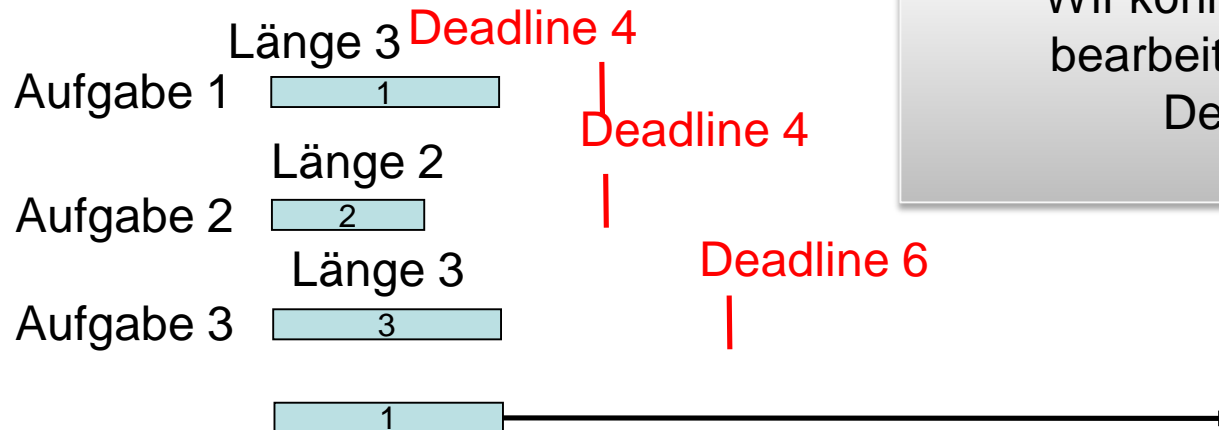 Länge 3 Deadline 4
Aufgabe 1 1
Deadline 4
Länge 2
Aufgabe 2 2
Deadline 6
Länge 3
Aufgabe 3 3
1
bearbeit
De